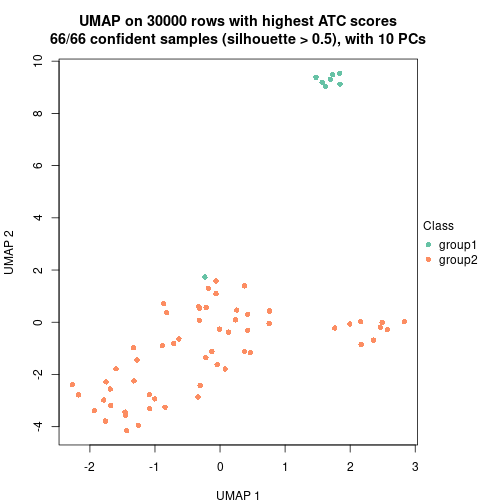 UMAP on 30000 rows with highest ATC scores
66/66 confident samples (silhouette > 0.5), with 10 PCs
10
8
6
4
2
0
-2
-4
UMAP 2
-2
-1
0
1
2
3
UMAP 1
Class
group1
group2